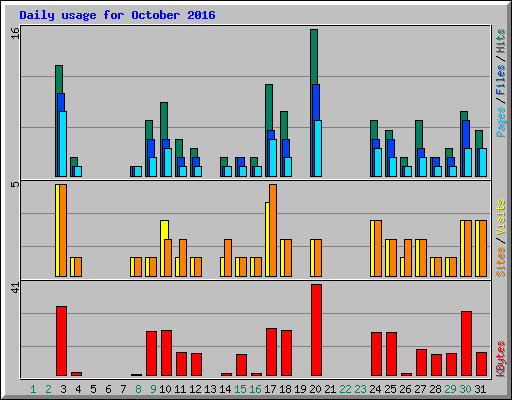 Daily usage for October 2016
16
Pages / Files / Hits
5
Sites / Visits
41
KBytes
1 2 3 4 5 6 7 8 9 10 11 12 13 14 15 16 17 18 19 20 21 22 23 24 25 26 27 28 29 30 31